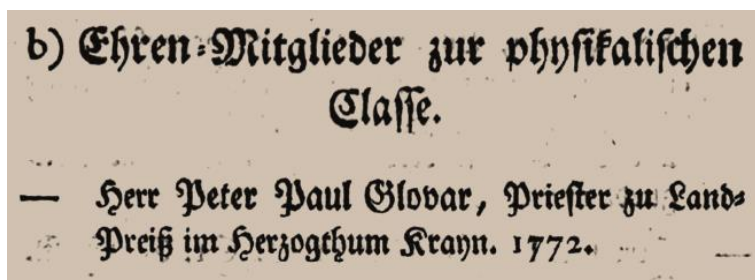 b) Ehren-Mitglieder zur physikalischen
Classe.
— Herr Peter Paul Glovar, Priester zu Land-
Preiß im Herzogthum Krayn. 1772.